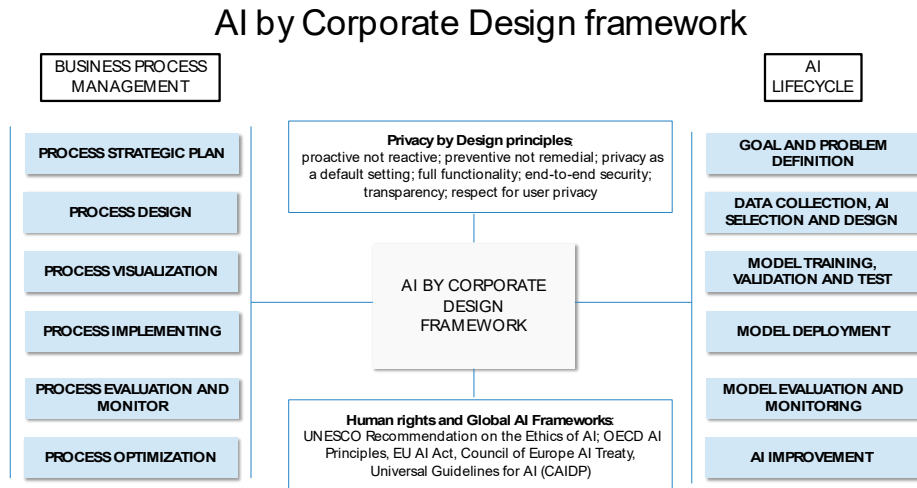 AI by Corporate Design framework
BUSINESS PROCESS
MANAGEMENT
PROCESS STRATEGIC PLAN
PROCESS DESIGN
PROCESS VISUALIZATION
PROCESS IMPLEMENTING
PROCESS EVALUATION AND
MONITOR
PROCESS OPTIMIZATION
Privacy by Design principles:
proactive not reactive; preventive not remedial; privacy as
a default setting; full functionality; end-to-end security;
transparency; respect for user privacy
AI BY CORPORATE
DESIGN
FRAMEWORK
Human rights and Global AI Frameworks:
UNESCO Recommendation on the Ethics of AI; OECD AI
Principles, EU AI Act, Council of Europe AI Treaty,
Universal Guidelines for AI (CAIDP)
AI
LIFECYCLE
GOAL AND PROBLEM
DEFINITION
DATA COLLECTION, AI
SELECTION AND DESIGN
MODEL TRAINING,
VALIDATION AND TEST
MODEL DEPLOYMENT
MODEL EVALUATION AND
MONITORING
AI IMPROVEMENT